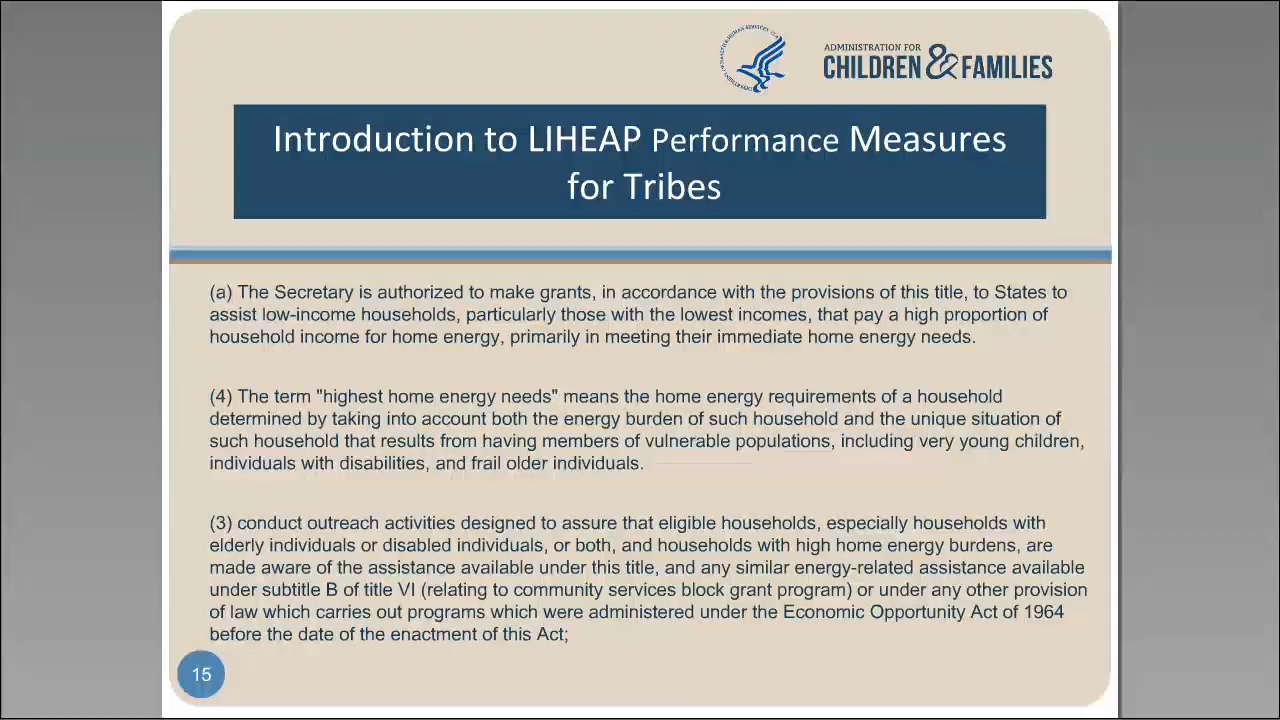 ADMINISTRATION FOR
CHILDREN & FAMILIES
Introduction to LIHEAP Performance Measures
for Tribes
(a) The Secretary is authorized to make grants, in accordance with the provisions of this title, to States to
assist low-income households, particularly those with the lowest incomes, that pay a high proportion of
household income for home energy, primarily in meeting their immediate home energy needs.
(4) The term "highest home energy needs" means the home energy requirements of a household
determined by taking into account both the energy burden of such household and the unique situation of
such household that results from having members of vulnerable populations, including very young children,
individuals with disabilities, and frail older individuals.
(3) conduct outreach activities designed to assure that eligible households, especially households with
elderly individuals or disabled individuals, or both, and households with high home energy burdens, are
made aware of the assistance available under this title, and any similar energy-related assistance available
under subtitle B of title VI (relating to community services block grant program) or under any other provision
of law which carries out programs which were administered under the Economic Opportunity Act of 1964
before the date of the enactment of this Act;
15